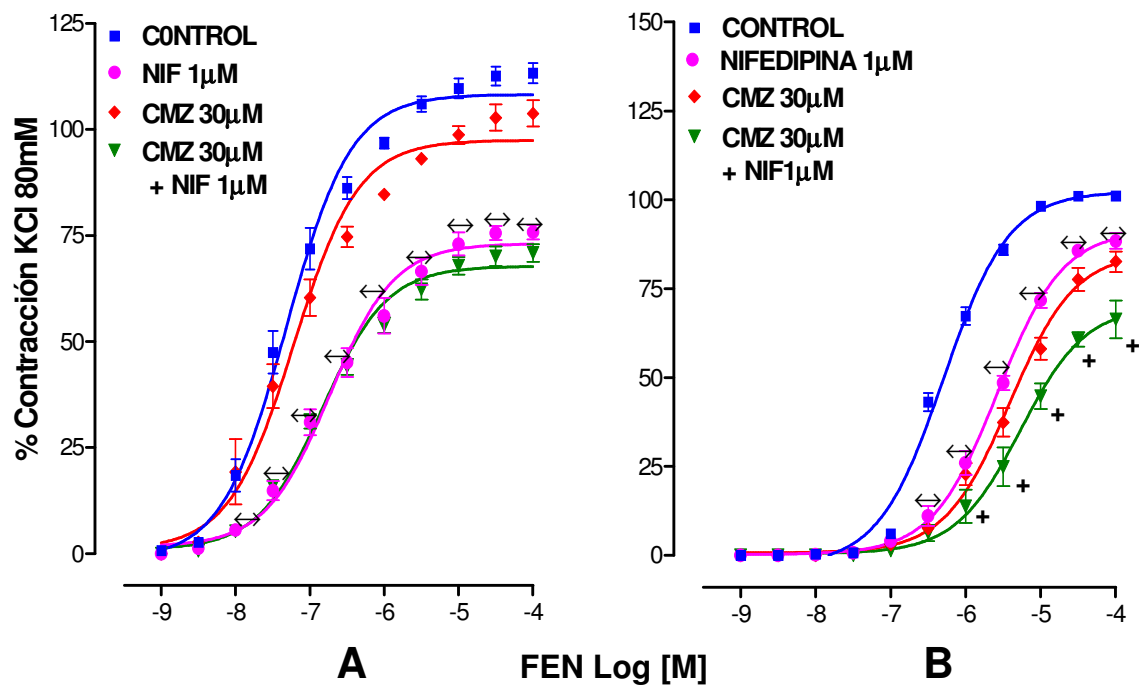 C0NTROL
NIF 1μM
CMZ 30μM
CMZ 30μM
+ NIF 1μM
% Contracción KCl 80mM
125
100
75
50
25
0
-9 -8 -7 -6 -5 -4
A
CONTROL
NIFEDIPINA 1μM
CMZ 30μM
CMZ 30μM
+ NIF1μM
150
125
100
75
50
25
0
-9 -8 -7 -6 -5 -4
B
FEN Log [M]